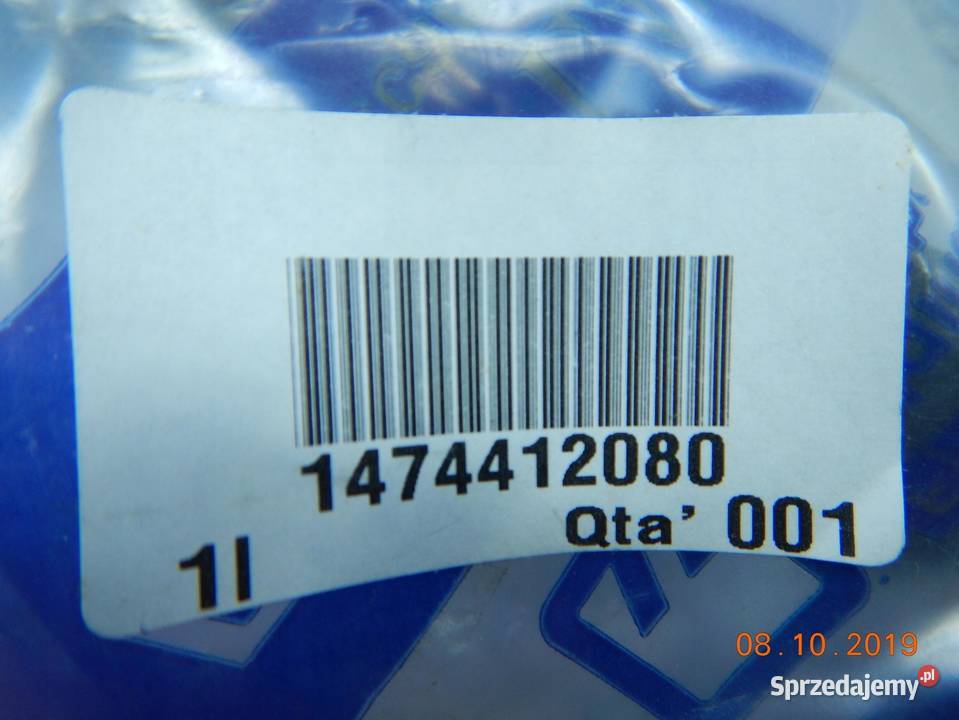 1474412080
Qta' 001
1I
08.10.2019
Sprzedajemy.pl